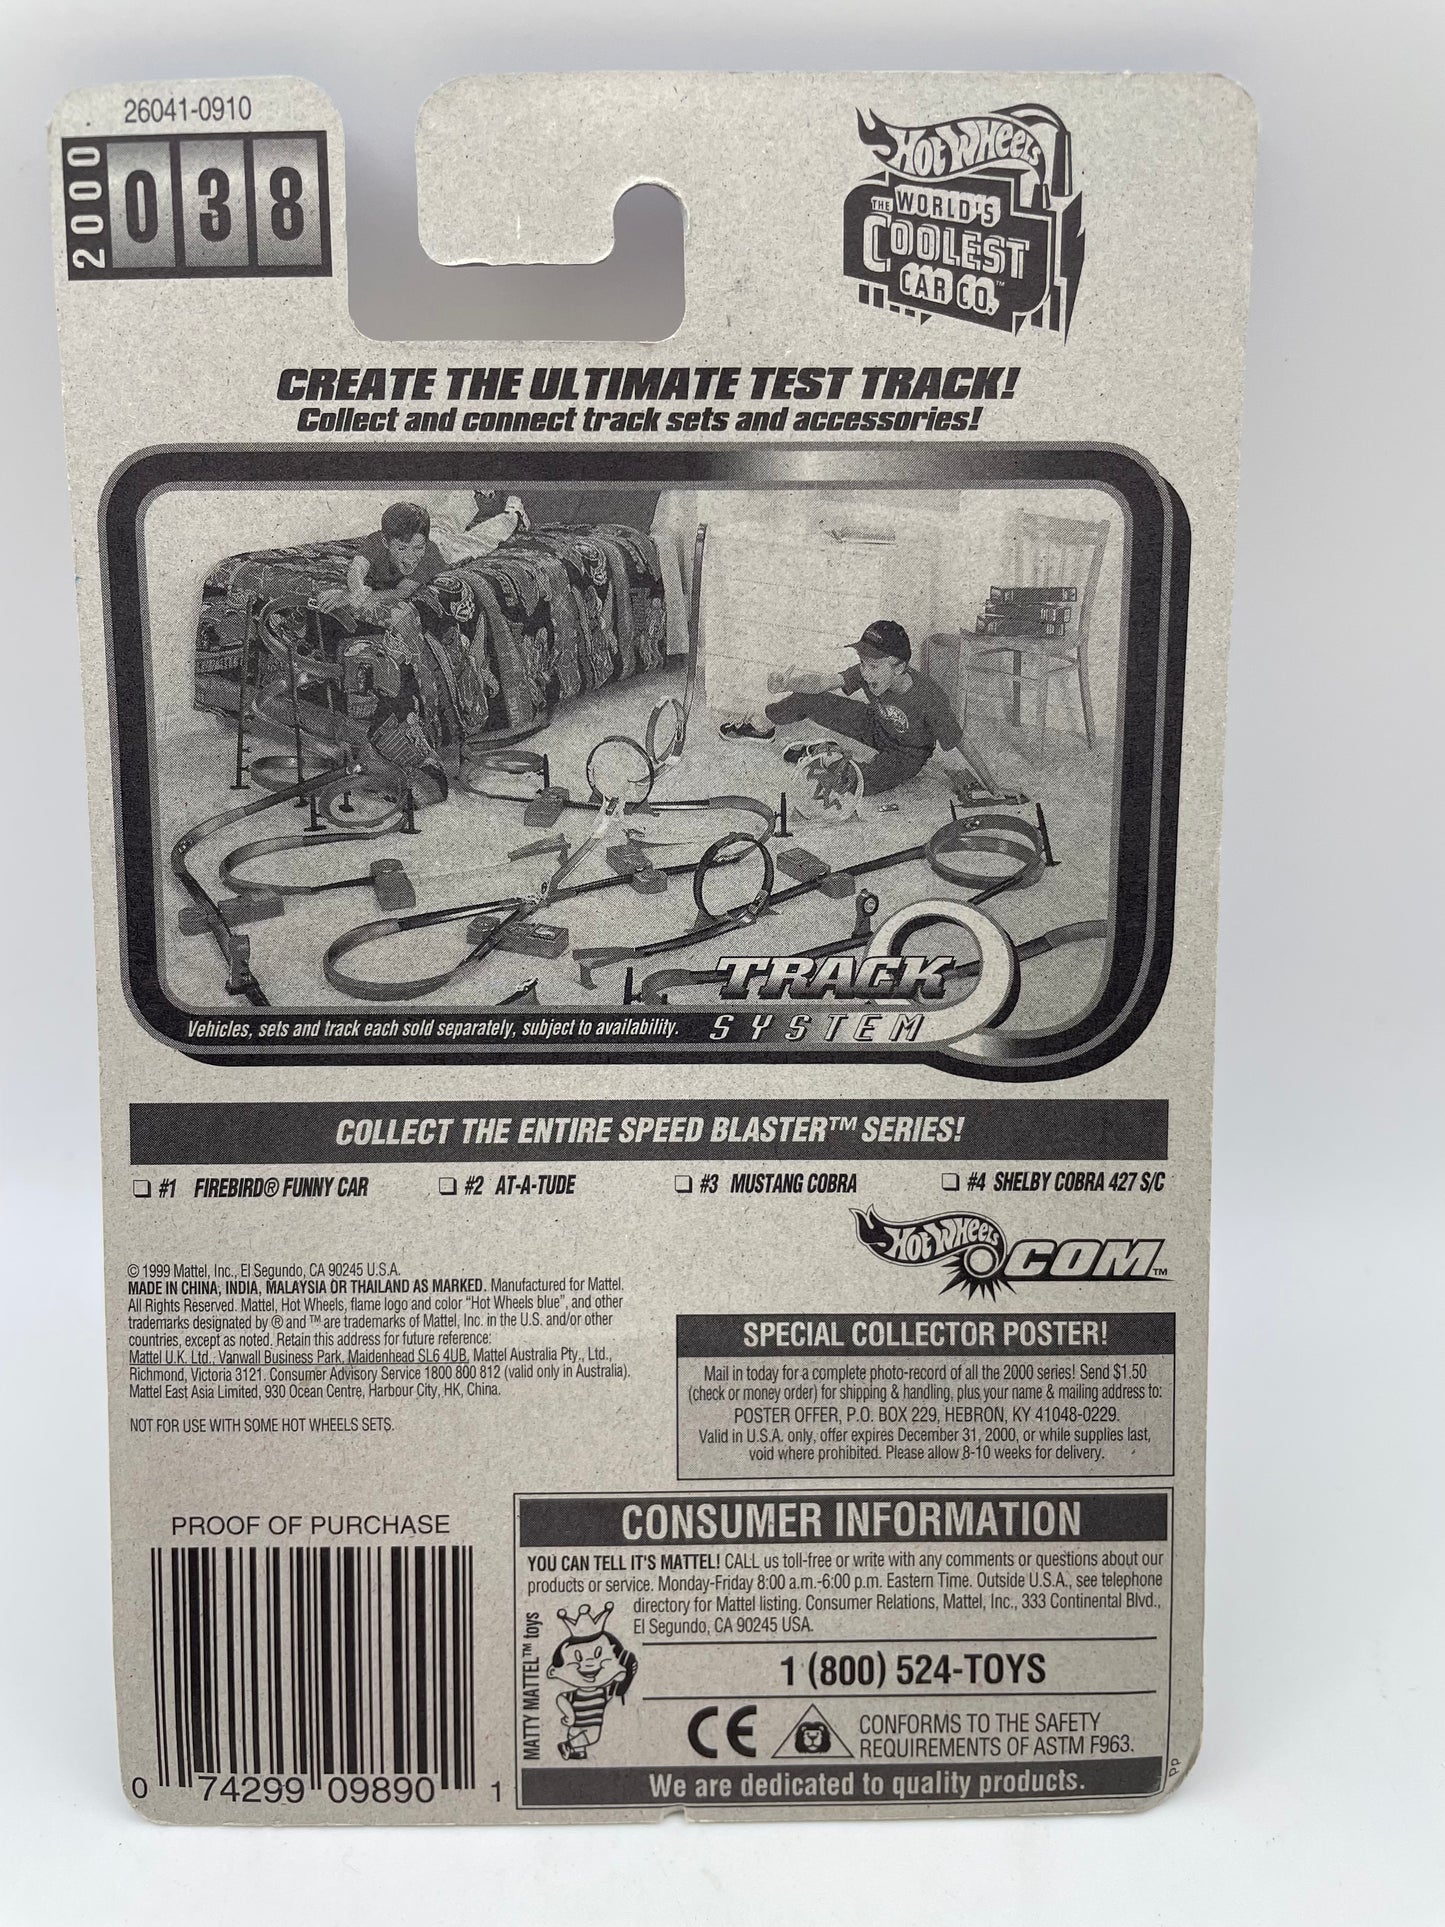 26041-0910
2000
038
HOT WHEELS
THE WORLD'S
COOLEST
CAR CO.™
CREATE THE ULTIMATE TEST TRACK!
Collect and connect track sets and accessories!
TRACK
SYSTEM
Vehicles, sets and track each sold separately, subject to availability.
COLLECT THE ENTIRE SPEED BLASTER™ SERIES!
#1 FIREBIRD® FUNNY CAR #2 AT-A-TUDE #3 MUSTANG COBRA #4 SHELBY COBRA 427 S/C
HOT WHEELS .COM™
© 1999 Mattel, Inc., El Segundo, CA 90245 U.S.A.
MADE IN CHINA, INDIA, MALAYSIA OR THAILAND AS MARKED. Manufactured for Mattel.
All Rights Reserved. Mattel, Hot Wheels, flame logo and color "Hot Wheels blue", and other
trademarks designated by ® and ™ are trademarks of Mattel, Inc. in the U.S. and/or other
countries, except as noted. Retain this address for future reference:
Mattel U.K. Ltd., Vanwall Business Park, Maidenhead SL6 4UB. Mattel Australia Pty., Ltd.,
Richmond, Victoria 3121. Consumer Advisory Service 1800 800 812 (valid only in Australia).
Mattel East Asia Limited, 930 Ocean Centre, Harbour City, HK, China.
NOT FOR USE WITH SOME HOT WHEELS SETS.
SPECIAL COLLECTOR POSTER!
Mail in today for a complete photo-record of all the 2000 series! Send $1.50
(check or money order) for shipping & handling, plus your name & mailing address to:
POSTER OFFER, P.O. BOX 229, HEBRON, KY 41048-0229.
Valid in U.S.A. only, offer expires December 31, 2000, or while supplies last,
void where prohibited. Please allow 8-10 weeks for delivery.
PROOF OF PURCHASE
0 74299 09890 1
CONSUMER INFORMATION
YOU CAN TELL IT'S MATTEL! CALL us toll-free or write with any comments or questions about our
products or service. Monday-Friday 8:00 a.m.-6:00 p.m. Eastern Time. Outside U.S.A., see telephone
directory for Mattel listing. Consumer Relations, Mattel, Inc., 333 Continental Blvd.,
El Segundo, CA 90245 USA.
MATTY MATTEL™ toys
1 (800) 524-TOYS
CE
CONFORMS TO THE SAFETY
REQUIREMENTS OF ASTM F963.
We are dedicated to quality products.
PP